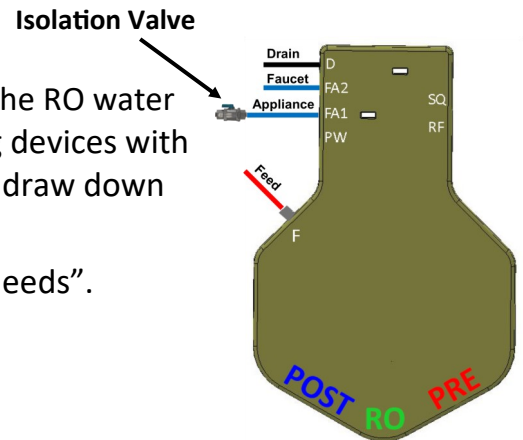 Isolation Valve
he RO water
g devices with
draw down
eeds”.
Drain
Faucet
Appliance
Feed
D
FA2
FA1
PW
SQ
RF
F
POST RO PRE